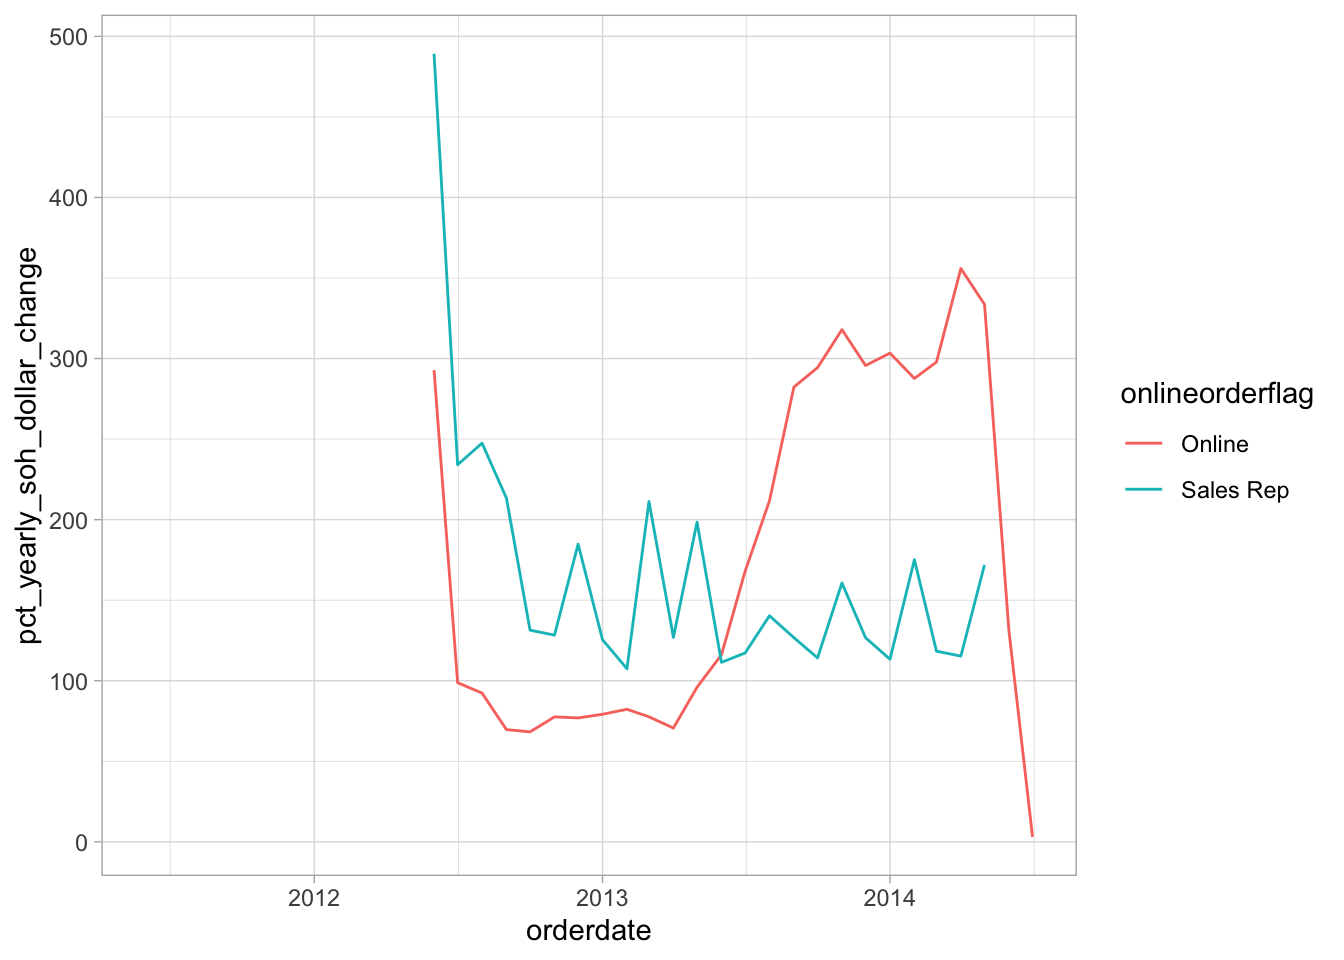 500
400
300
200
100
0
pct_yearly_soh_dollar_change
2012
2013
2014
orderdate
onlineorderflag
Online
Sales Rep